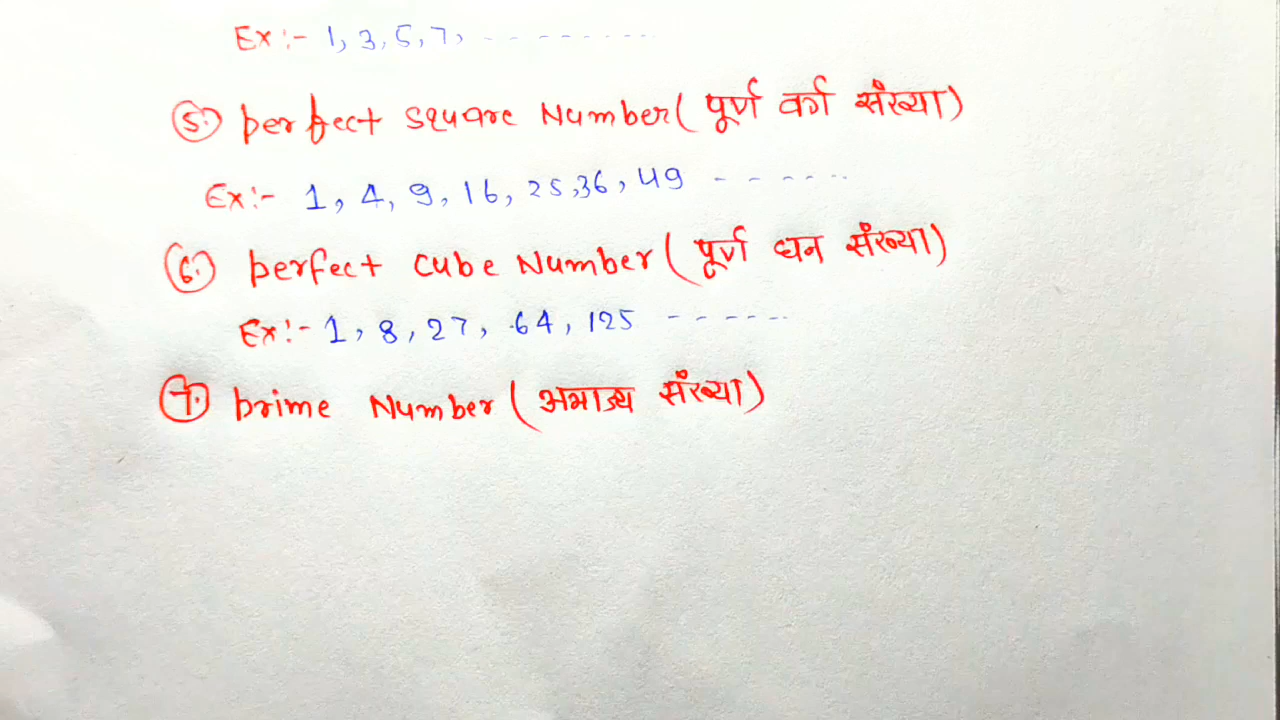 Ex:- 1, 3, 5, 7, ----------
5. perfect square Number (पूर्ण वर्ग संख्या)
Ex:- 1, 4, 9, 16, 25, 36, 49 ------
6. perfect cube Number (पूर्ण घन संख्या)
Ex:- 1, 8, 27, 64, 125 ------
7. prime Number (अभाज्य संख्या)